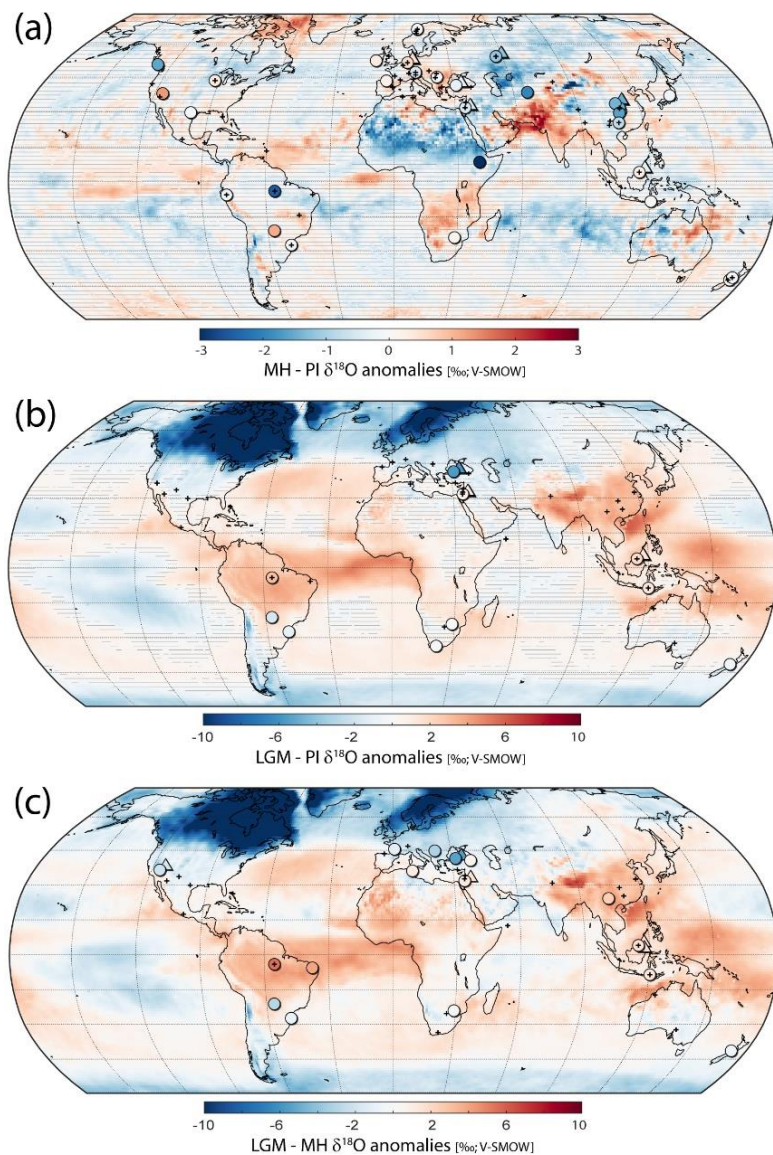 (a)
-3 -2 -1 0 1 2 3
MH - PI δ¹⁸O anomalies [‰; V-SMOW]
(b)
-10 -6 -2 2 6 10
LGM - PI δ¹⁸O anomalies [‰; V-SMOW]
(c)
-10 -6 -2 2 6 10
LGM - MH δ¹⁸O anomalies [‰; V-SMOW]